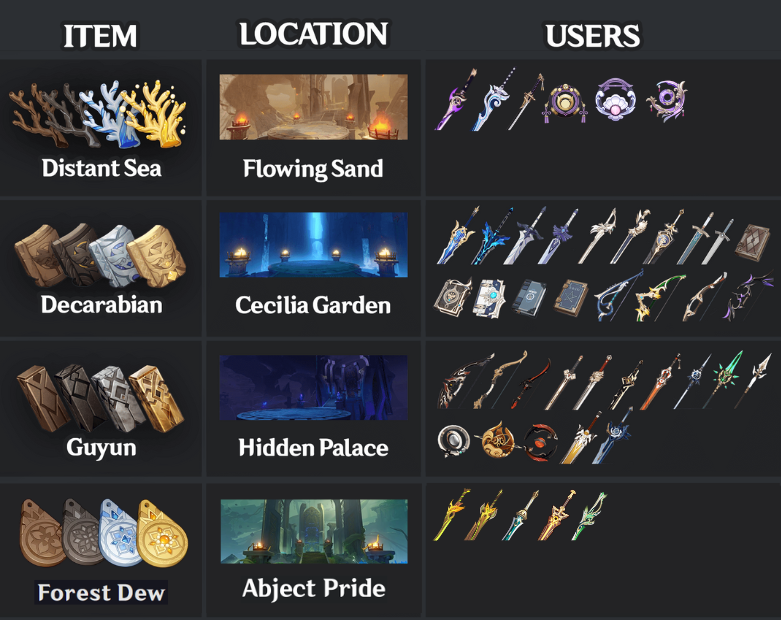 ITEM LOCATION USERS
Distant Sea Flowing Sand
Decarabian Cecilia Garden
Guyun Hidden Palace
Forest Dew Abject Pride